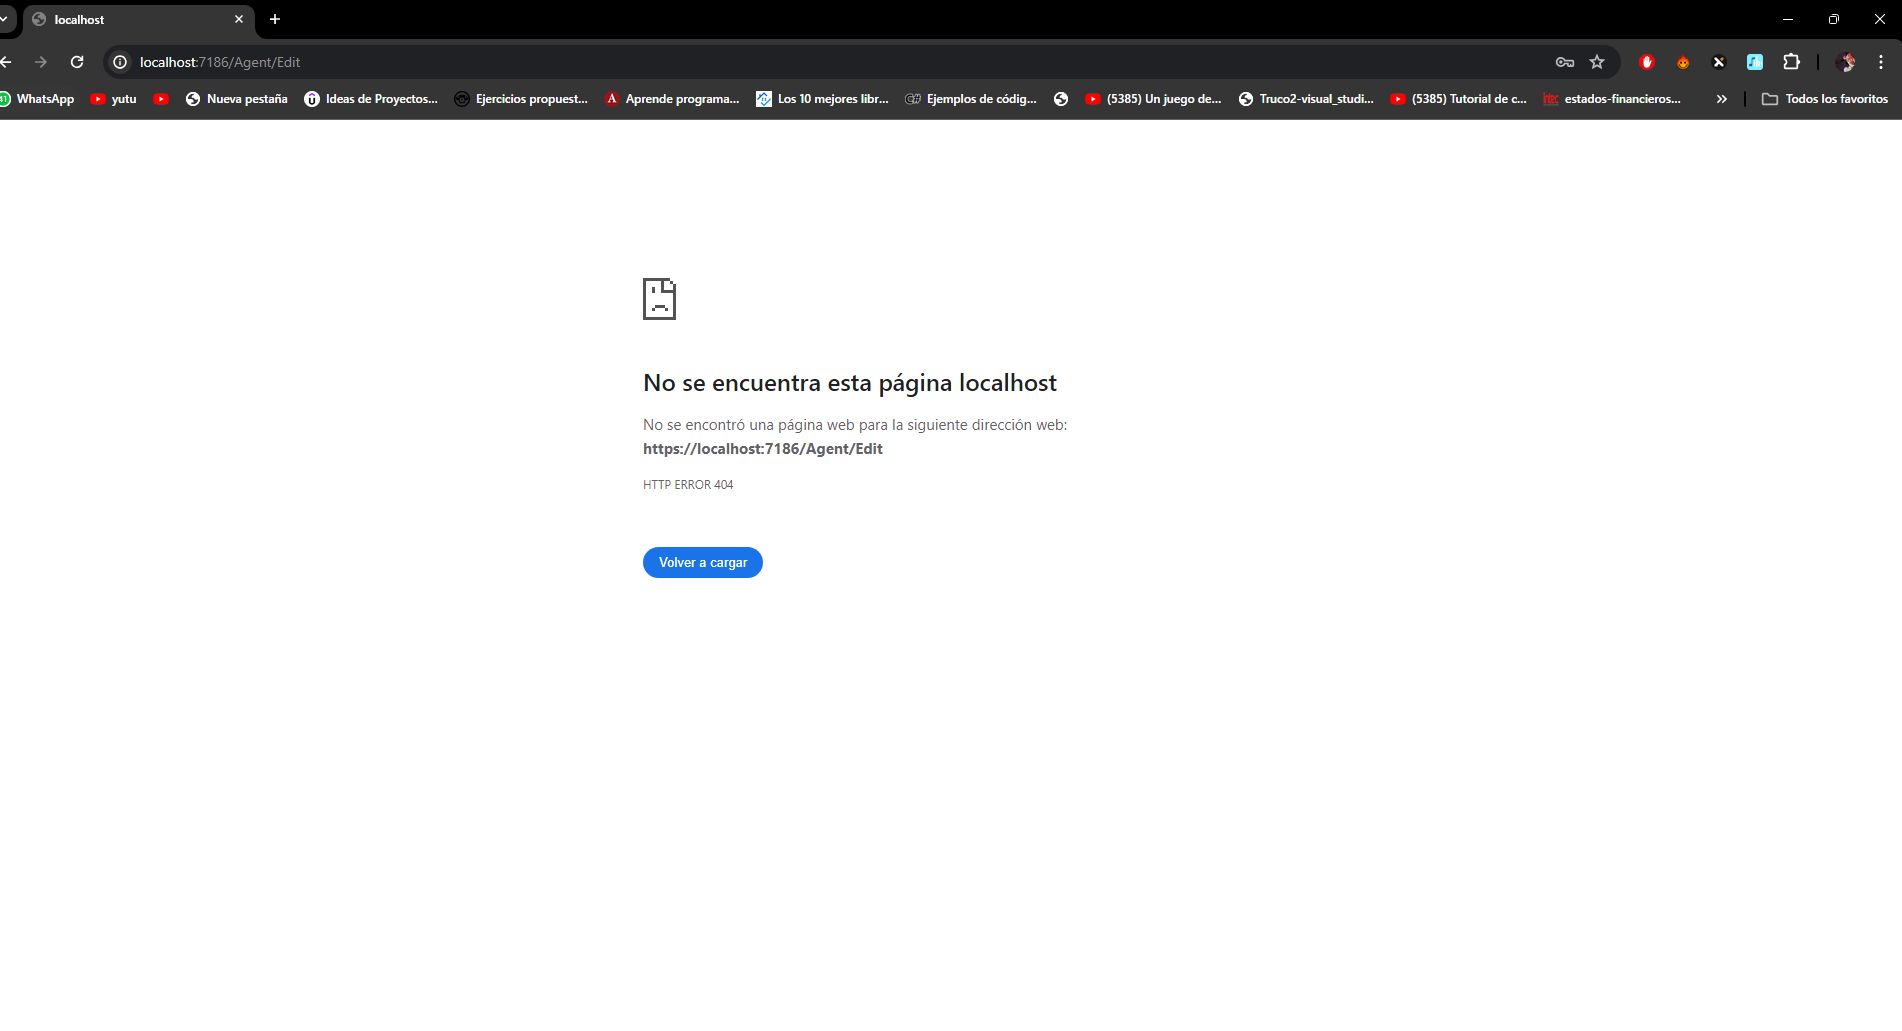 localhost
localhost:7186/Agent/Edit
WhatsApp
yutu
Nueva pestaña
Ideas de Proyectos...
Ejercicios propuest...
Aprende programa...
Los 10 mejores libr...
C#
Ejemplos de códig...
(5385) Un juego de...
Truco2-visual_studi...
(5385) Tutorial de c...
estados-financieros...
Todos los favoritos
No se encuentra esta página localhost
No se encontró una página web para la siguiente dirección web:
https://localhost:7186/Agent/Edit
HTTP ERROR 404
Volver a cargar